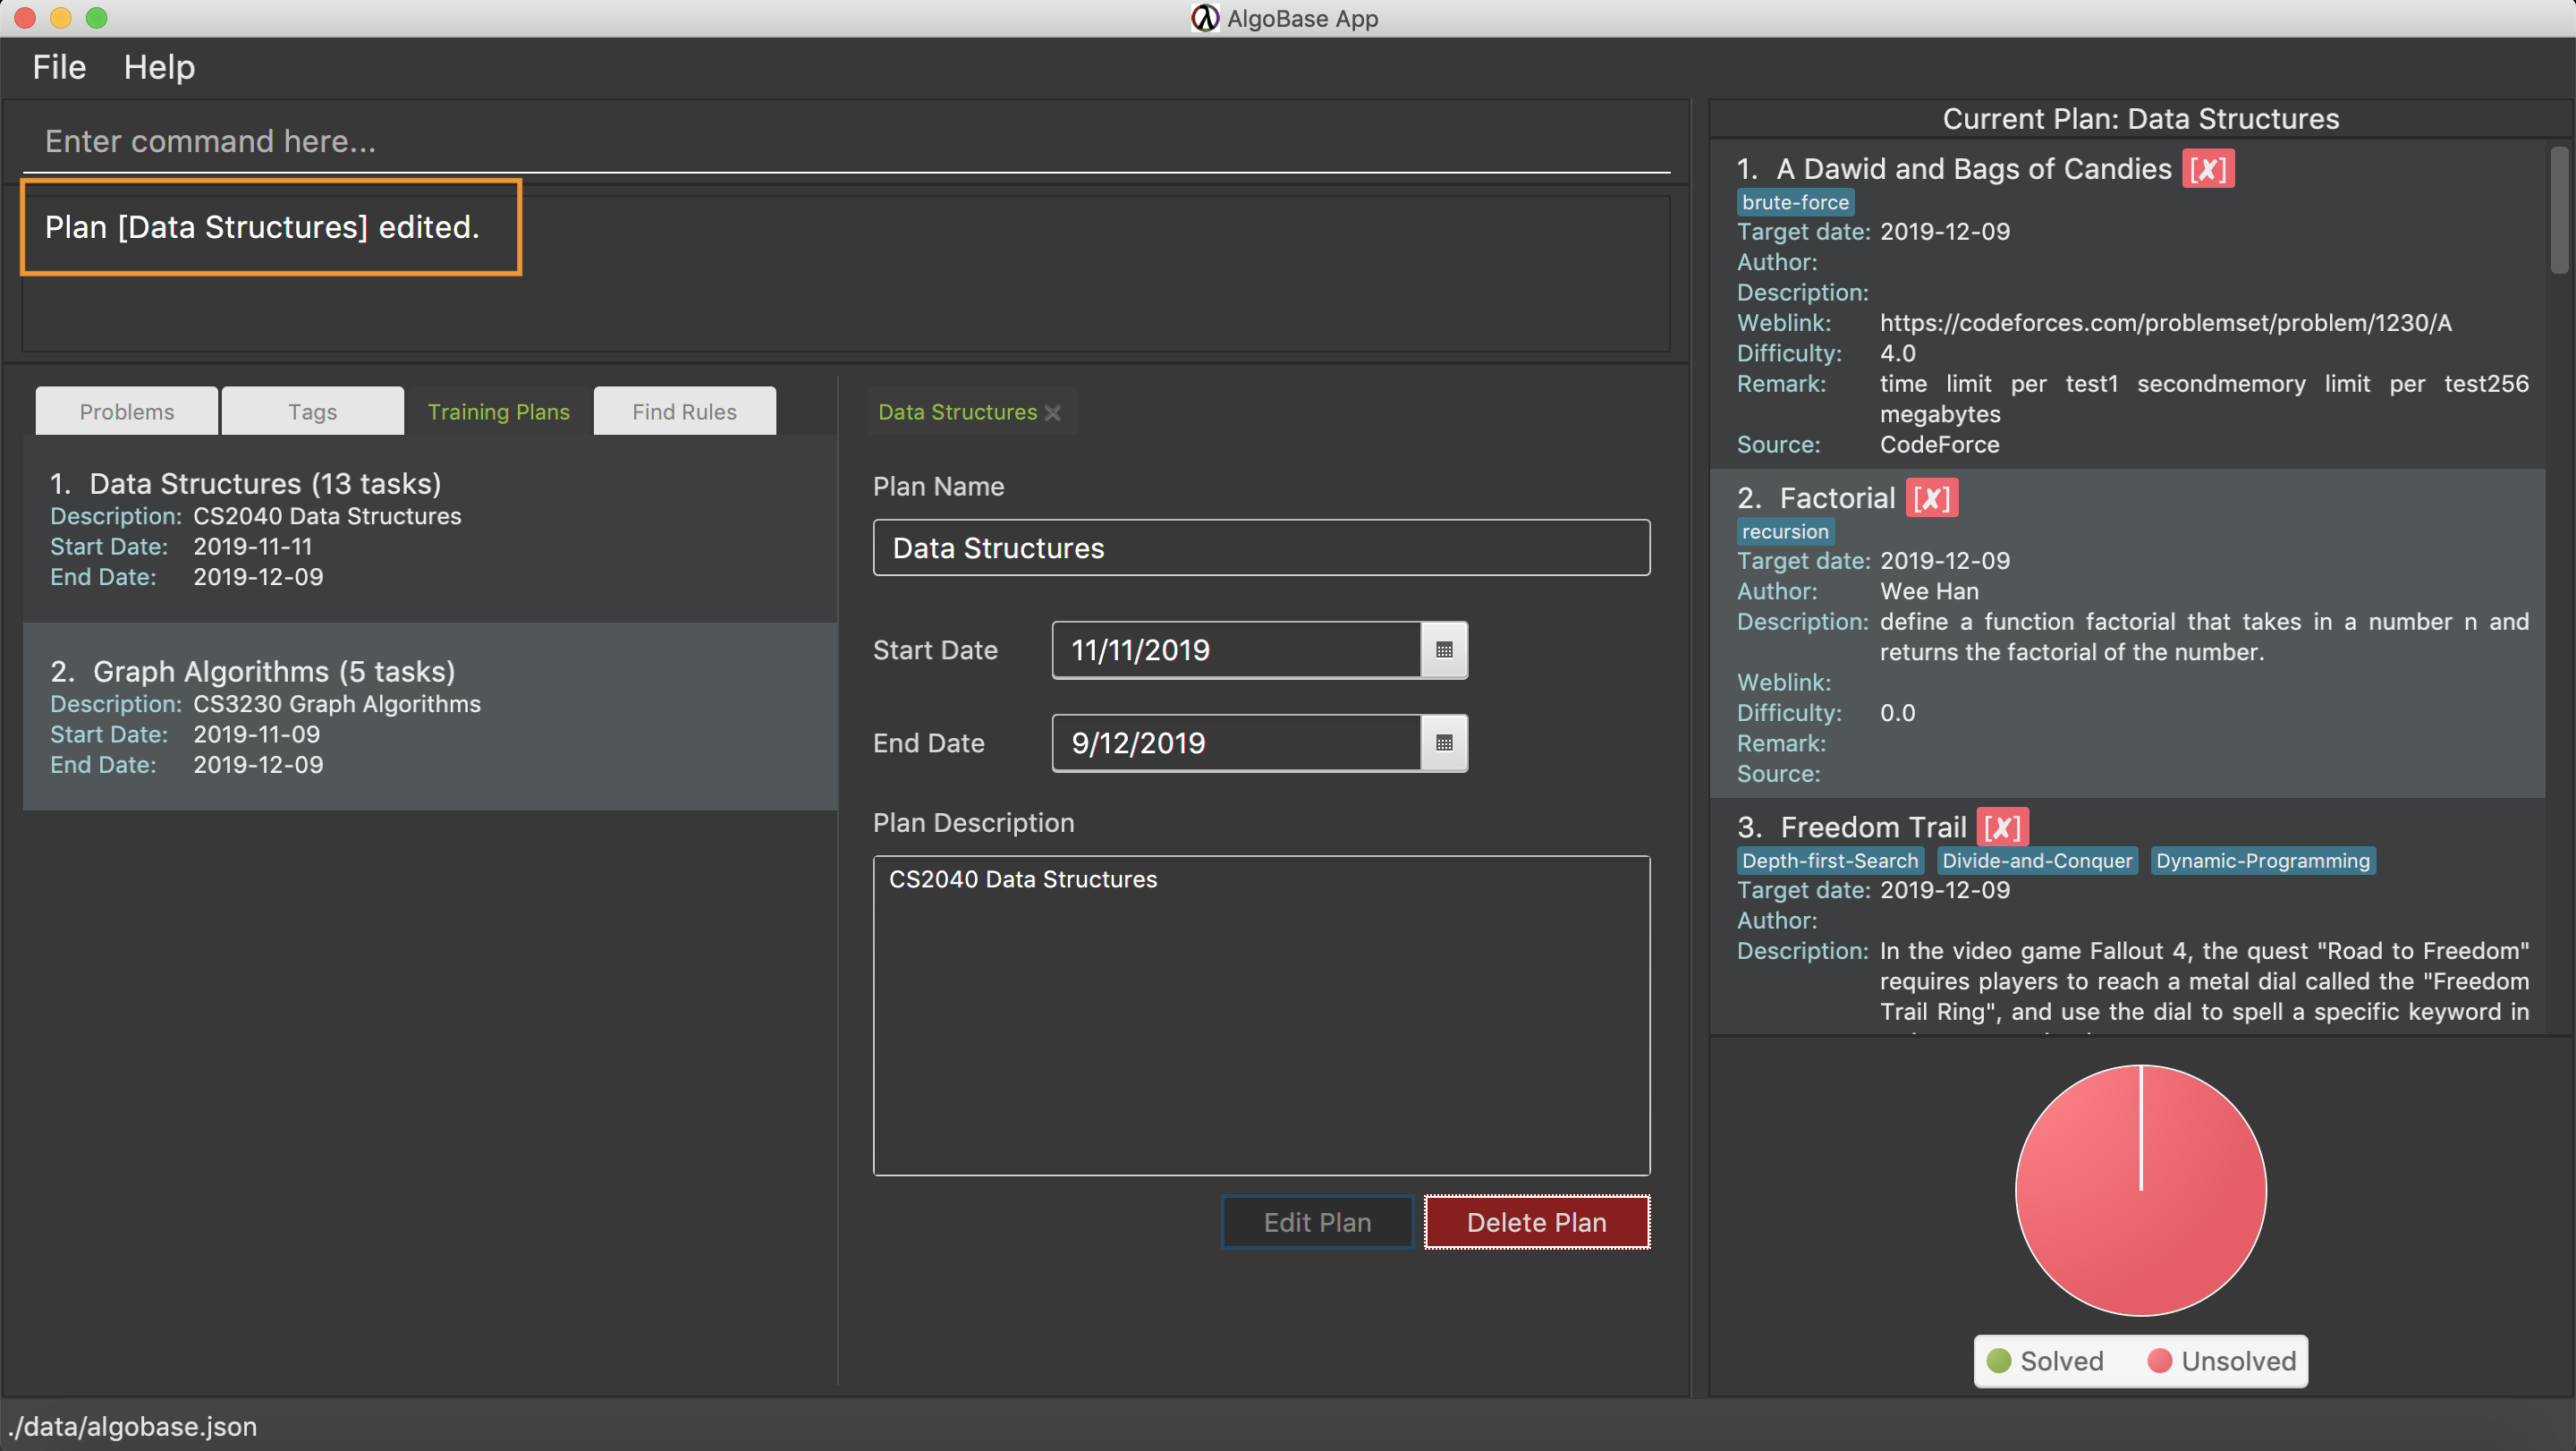 AlgoBase App
File Help
Enter command here...
Plan [Data Structures] edited.
Problems Tags Training Plans Find Rules
1. Data Structures (13 tasks)
Description: CS2040 Data Structures
Start Date: 2019-11-11
End Date: 2019-12-09
2. Graph Algorithms (5 tasks)
Description: CS3230 Graph Algorithms
Start Date: 2019-11-09
End Date: 2019-12-09
Data Structures
Plan Name
Data Structures
Start Date 11/11/2019
End Date 9/12/2019
Plan Description
CS2040 Data Structures
Edit Plan Delete Plan
Current Plan: Data Structures
1. A Dawid and Bags of Candies [✗]
brute-force
Target date: 2019-12-09
Author:
Description:
Weblink: https://codeforces.com/problemset/problem/1230/A
Difficulty: 4.0
Remark: time limit per test1 secondmemory limit per test256
megabytes
Source: CodeForce
2. Factorial [✗]
recursion
Target date: 2019-12-09
Author: Wee Han
Description: define a function factorial that takes in a number n and
returns the factorial of the number.
Weblink:
Difficulty: 0.0
Remark:
Source:
3. Freedom Trail [✗]
Depth-first-Search Divide-and-Conquer Dynamic-Programming
Target date: 2019-12-09
Author:
Description: In the video game Fallout 4, the quest "Road to Freedom"
requires players to reach a metal dial called the "Freedom
Trail Ring", and use the dial to spell a specific keyword in
Solved Unsolved
./data/algobase.json